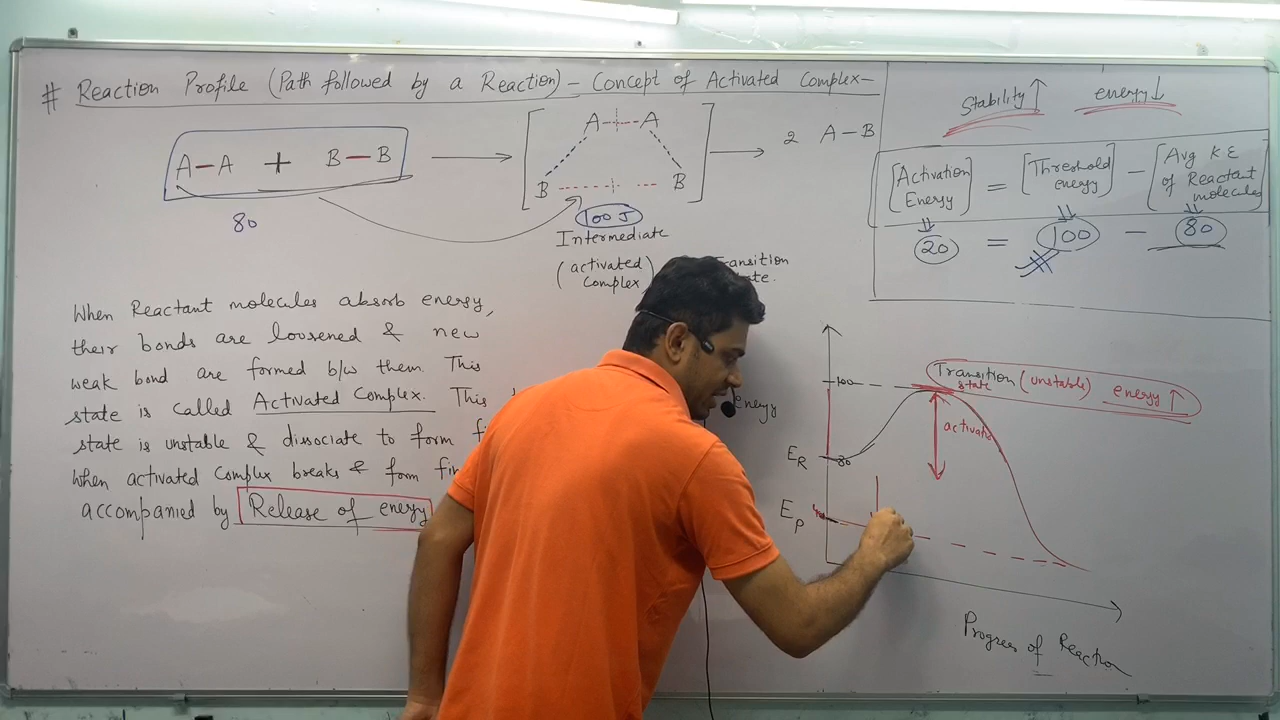 # Reaction Profile (Path followed by a Reaction) – Concept of Activated Complex–
A–A + B–B
80
A A
B B
100 J
Intermediate
(activated complex)
2 A–B
Stability↑ energy↓
[Activation Energy] = [Threshold energy] – [Avg K.E of Reactant molecules]
20 = 100 – 80
When Reactant molecules absorb energy,
their bonds are loosened & new
weak bond are formed b/w them. This
state is called Activated Complex. This
state is unstable & dissociate to form
When activated complex breaks & form
accompanied by Release of energy
100
Transition state (unstable) energy↑
energy
E_R 80
E_P
Progress of Reaction